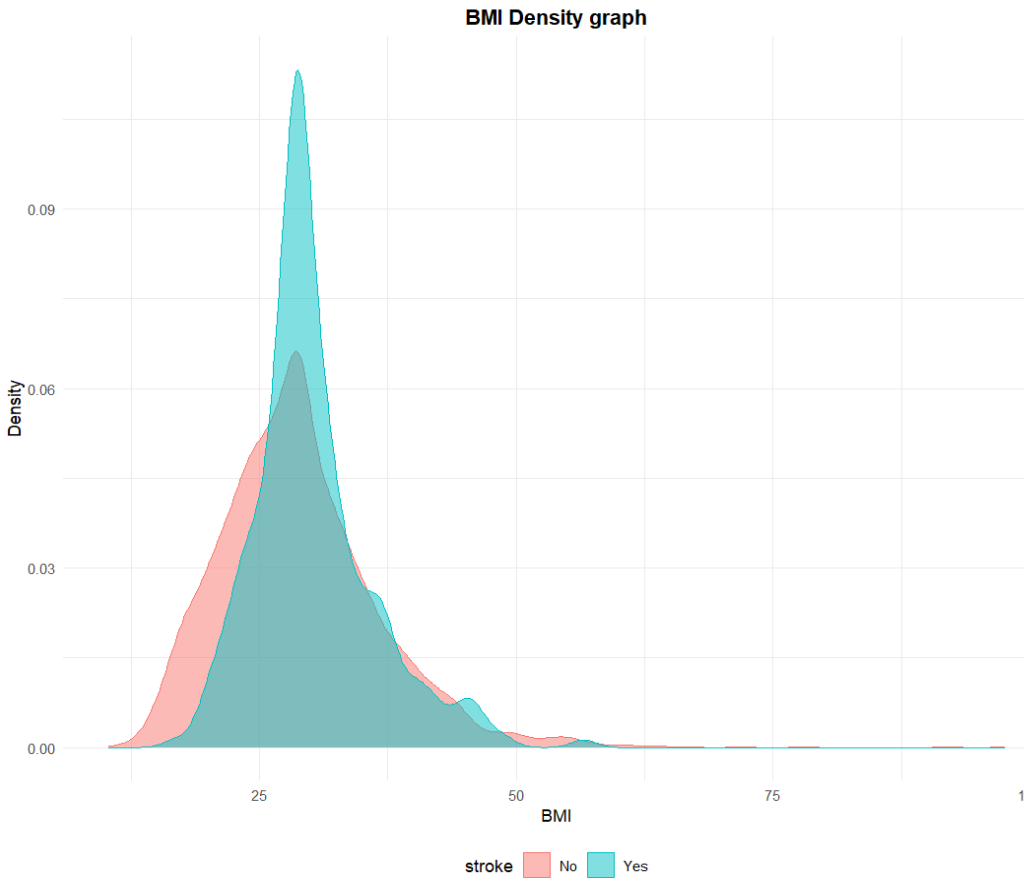 BMI Density graph
Density
0.09
0.06
0.03
0.00
25 50 75 1
BMI
stroke No Yes